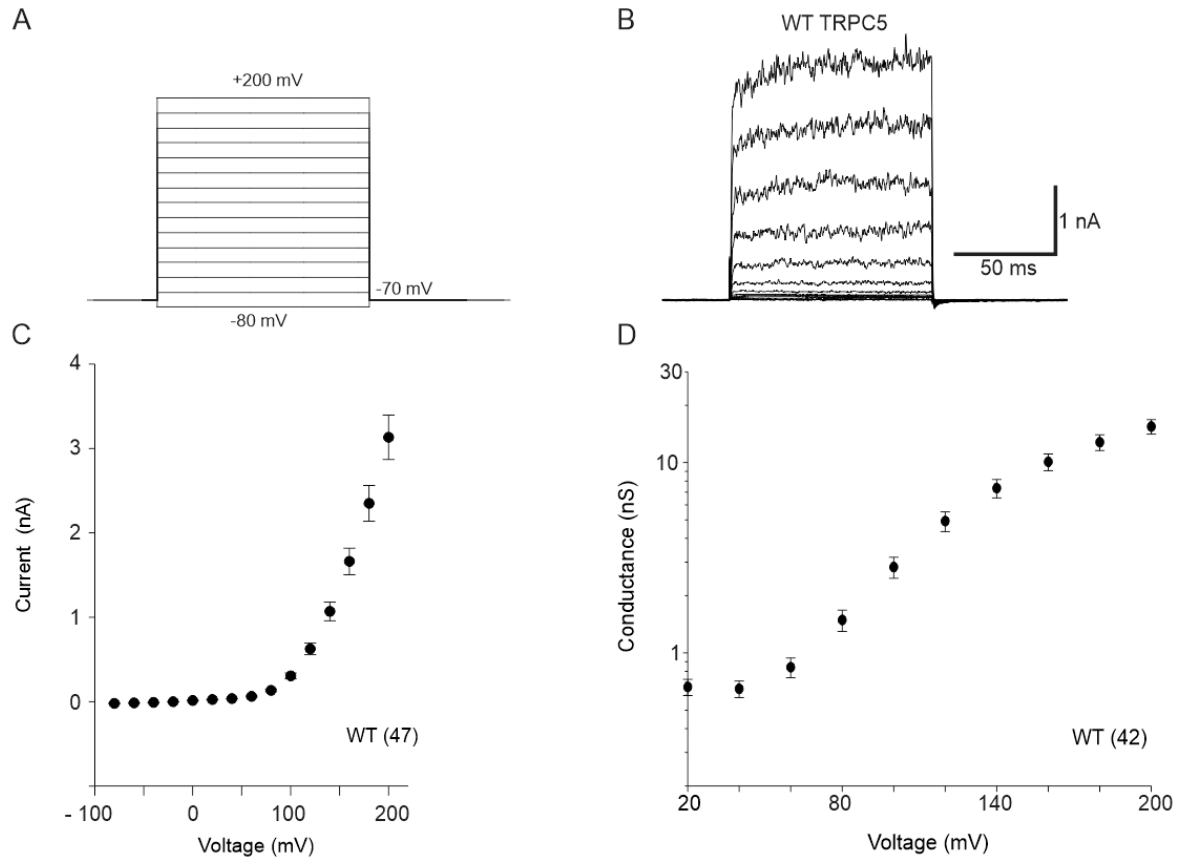 A
+200 mV
-70 mV
-80 mV
B
WT TRPC5
1 nA
50 ms
C
4
3
2
1
0
Current (nA)
WT (47)
- 100
0
100
200
Voltage (mV)
D
30
10
1
Conductance (nS)
WT (42)
20
80
140
200
Voltage (mV)